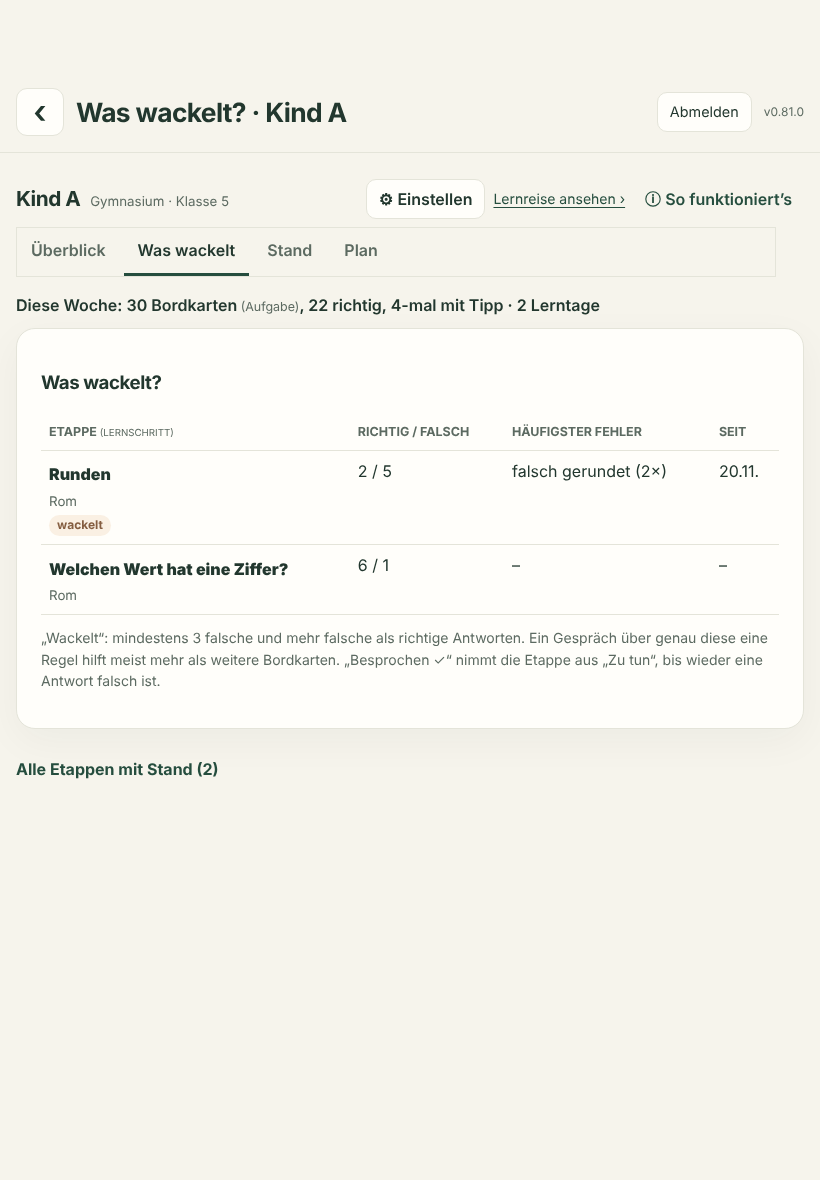 ‹ Was wackelt? · Kind A Abmelden v0.81.0
Kind A Gymnasium · Klasse 5 ⚙ Einstellen Lernreise ansehen › ⓘ So funktioniert’s
Überblick Was wackelt Stand Plan
Diese Woche: 30 Bordkarten (Aufgabe), 22 richtig, 4-mal mit Tipp · 2 Lerntage
Was wackelt?
ETAPPE (LERNSCHRITT) RICHTIG / FALSCH HÄUFIGSTER FEHLER SEIT
Runden 2 / 5 falsch gerundet (2×) 20.11.
Rom
wackelt
Welchen Wert hat eine Ziffer? 6 / 1 – –
Rom
„Wackelt“: mindestens 3 falsche und mehr falsche als richtige Antworten. Ein Gespräch über genau diese eine
Regel hilft meist mehr als weitere Bordkarten. „Besprochen ✓“ nimmt die Etappe aus „Zu tun“, bis wieder eine
Antwort falsch ist.
Alle Etappen mit Stand (2)